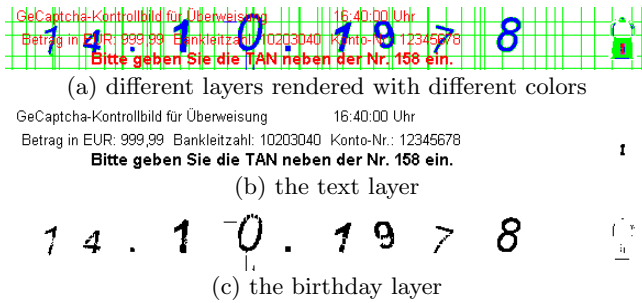 GeCaptcha-Kontrollbild für Überweisung 16:40:00 Uhr
Betrag in EUR: 999,99 Bankleitzahl: 10203040 Konto-Nr.: 12345678
Bitte geben Sie die TAN neben der Nr. 158 ein.
14.10.1978
(a) different layers rendered with different colors
GeCaptcha-Kontrollbild für Überweisung 16:40:00 Uhr
Betrag in EUR: 999,99 Bankleitzahl: 10203040 Konto-Nr.: 12345678
Bitte geben Sie die TAN neben der Nr. 158 ein.
(b) the text layer
14.10.1978
(c) the birthday layer